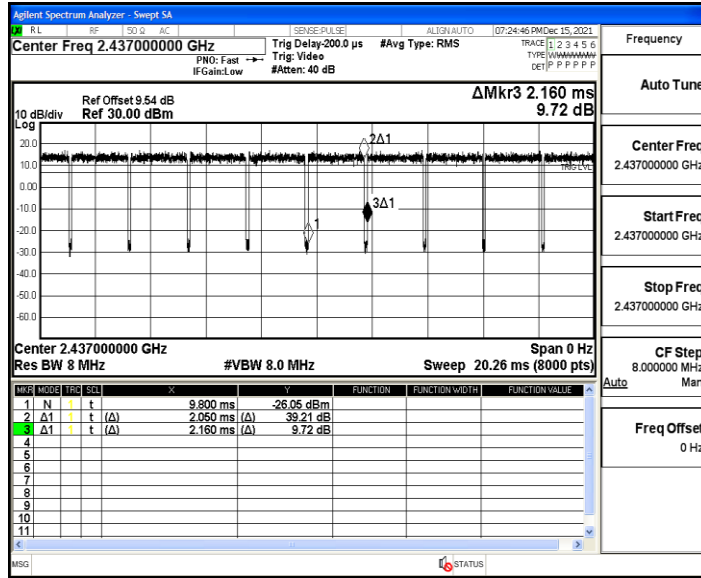 Agilent Spectrum Analyzer - Swept SA
LXI RL RF 50 Ω AC SENSE:PULSE ALIGN AUTO 07:24:46 PM Dec 15, 2021
Center Freq 2.437000000 GHz
PNO: Fast
IFGain:Low
Trig Delay-200.0 µs
Trig: Video
#Atten: 40 dB
#Avg Type: RMS
TRACE 1 2 3 4 5 6
TYPE
DET P P P P P P
ΔMkr3 2.160 ms
9.72 dB
Ref Offset 9.54 dB
10 dB/div Ref 30.00 dBm
Log
20.0
10.0
0.00
-10.0
-20.0
-30.0
-40.0
-50.0
-60.0
2Δ1
TRIG LVL
3Δ1
1
Center 2.437000000 GHz Span 0 Hz
Res BW 8 MHz #VBW 8.0 MHz Sweep 20.26 ms (8000 pts)
MKR MODE TRC SCL X Y FUNCTION FUNCTION WIDTH FUNCTION VALUE
1 N 1 t 9.800 ms -26.05 dBm
2 Δ1 1 t (Δ) 2.050 ms (Δ) 39.21 dB
3 Δ1 1 t (Δ) 2.160 ms (Δ) 9.72 dB
4
5
6
7
8
9
10
11
MSG STATUS
Frequency
Auto Tune
Center Freq
2.437000000 GHz
Start Freq
2.437000000 GHz
Stop Freq
2.437000000 GHz
CF Step
8.000000 MHz
Auto Man
Freq Offset
0 Hz